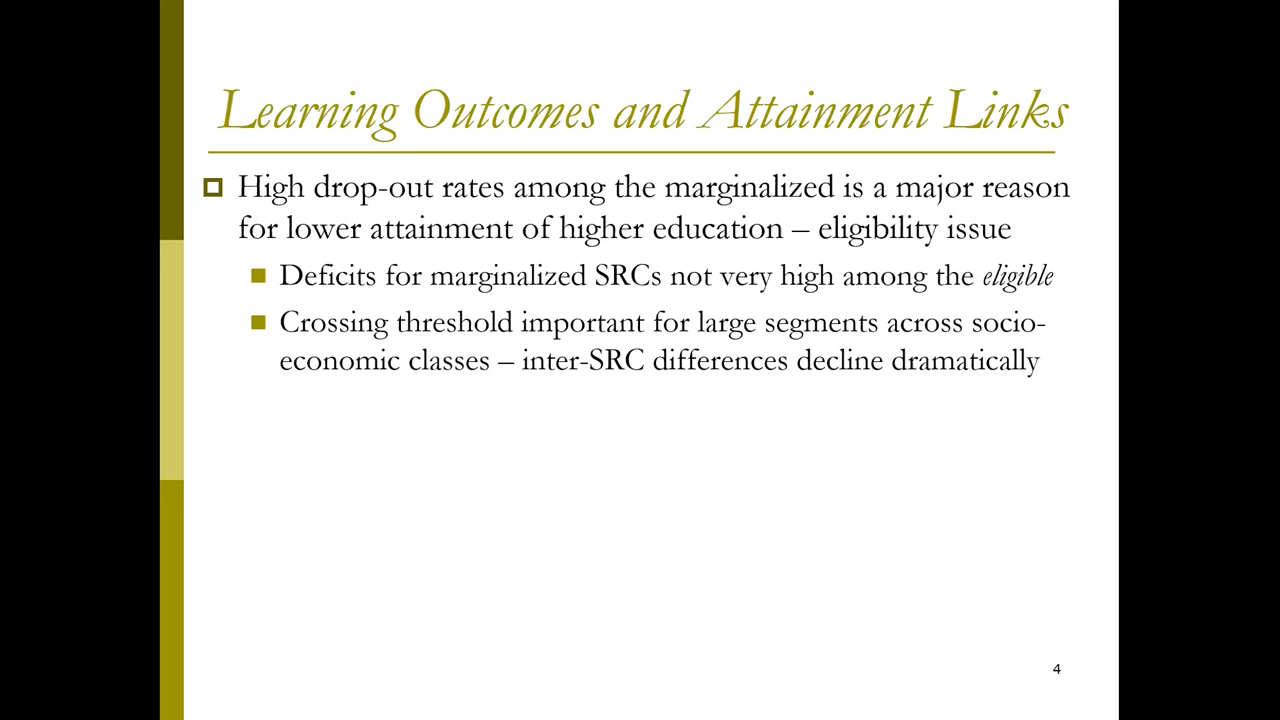 Learning Outcomes and Attainment Links
High drop-out rates among the marginalized is a major reason
for lower attainment of higher education – eligibility issue
Deficits for marginalized SRCs not very high among the eligible
Crossing threshold important for large segments across socio-
economic classes – inter-SRC differences decline dramatically
4